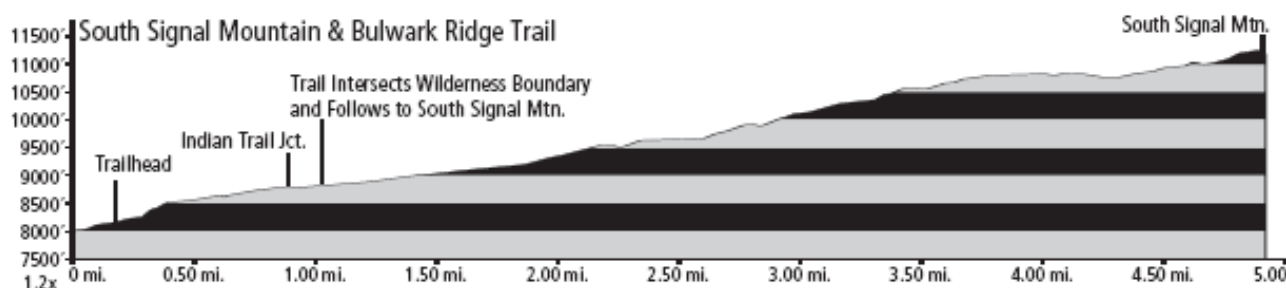 South Signal Mountain & Bulwark Ridge Trail
South Signal Mtn.
Trail Intersects Wilderness Boundary
and Follows to South Signal Mtn.
Indian Trail Jct.
Trailhead
11500´
11000´
10500´
10000´
9500´
9000´
8500´
8000´
7500´
0 mi. 0.50 mi. 1.00 mi. 1.50 mi. 2.00 mi. 2.50 mi. 3.00 mi. 3.50 mi. 4.00 mi. 4.50 mi. 5.00
1.2x